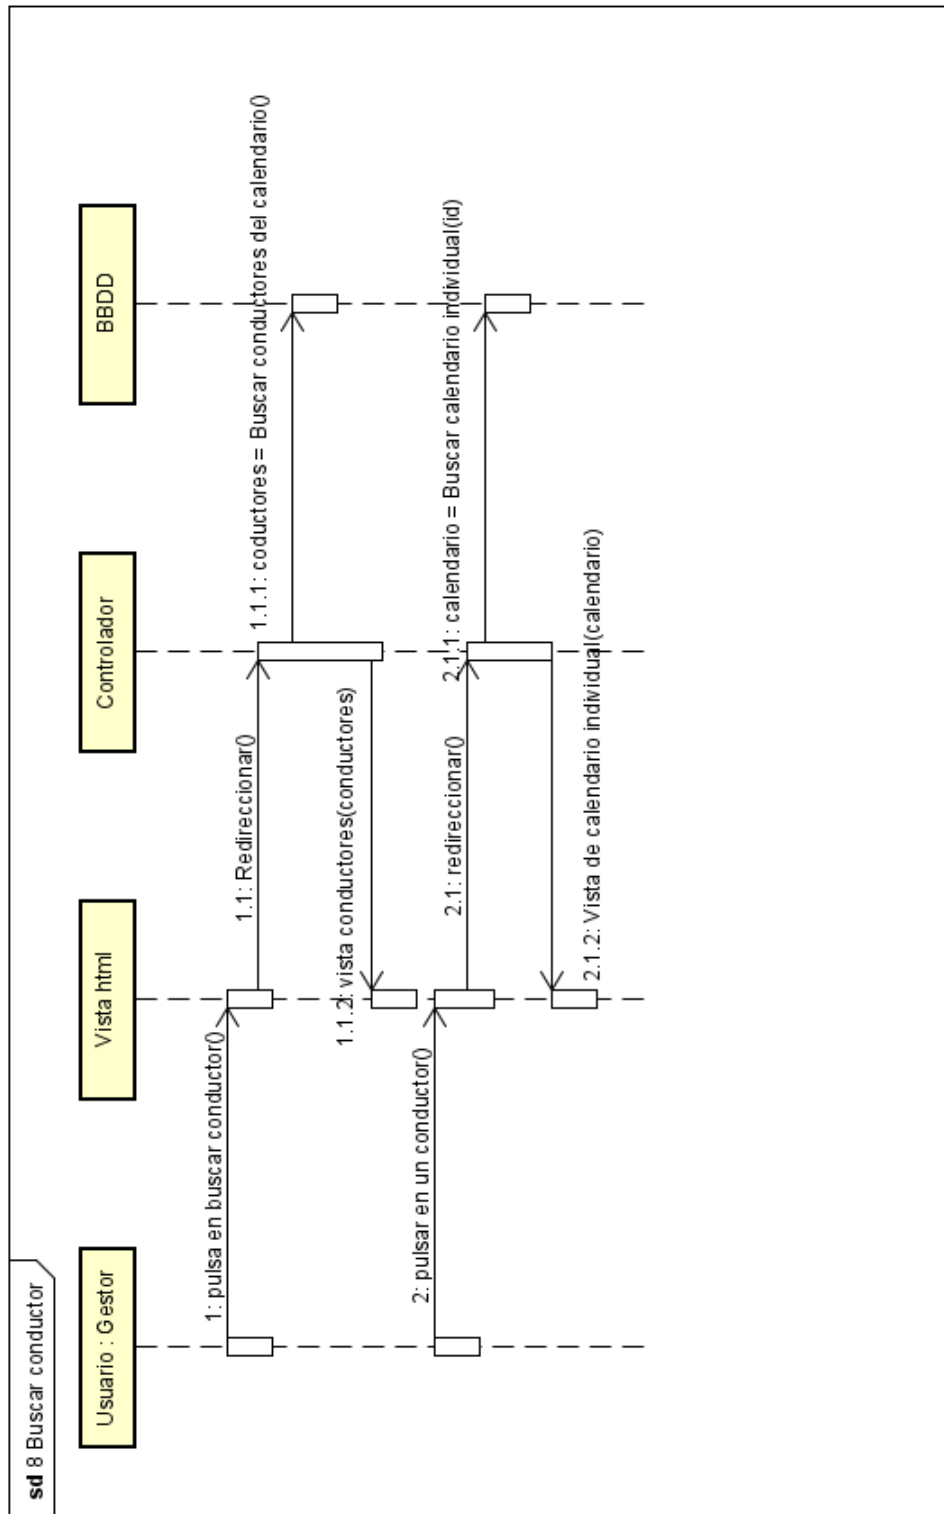 sd 8 Buscar conductor
Usuario : Gestor
Vista html
Controlador
BBDD
1: pulsa en buscar conductor()
1.1: Redireccionar()
1.1.1: coductores = Buscar conductores del calendario()
1.1.2: vista conductores(conductores)
2: pulsar en un conductor()
2.1: redireccionar()
2.1.1: calendario = Buscar calendario individual(id)
2.1.2: Vista de calendario individual(calendario)